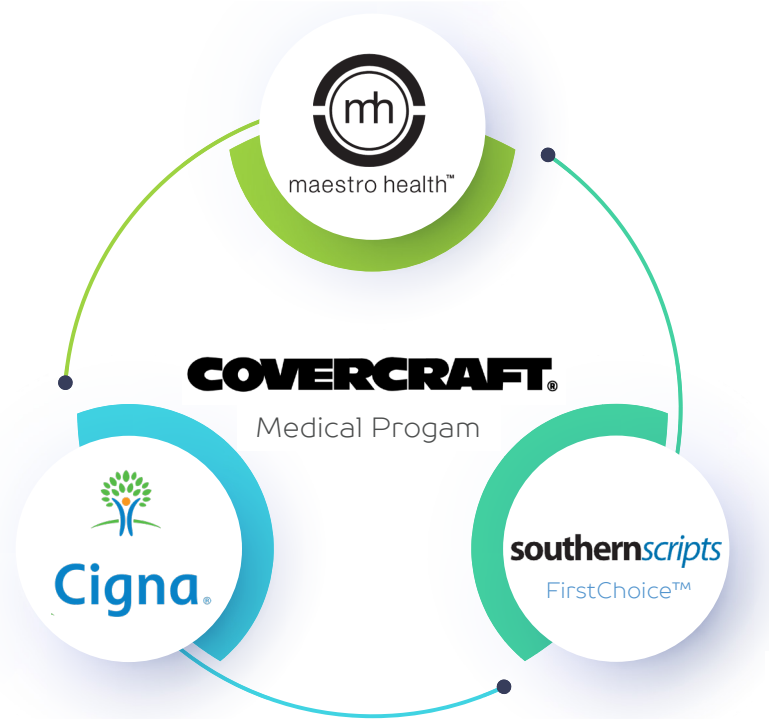 mh
maestro health™
COVERCRAFT®
Medical Progam
Cigna®
southernscripts
FirstChoice™